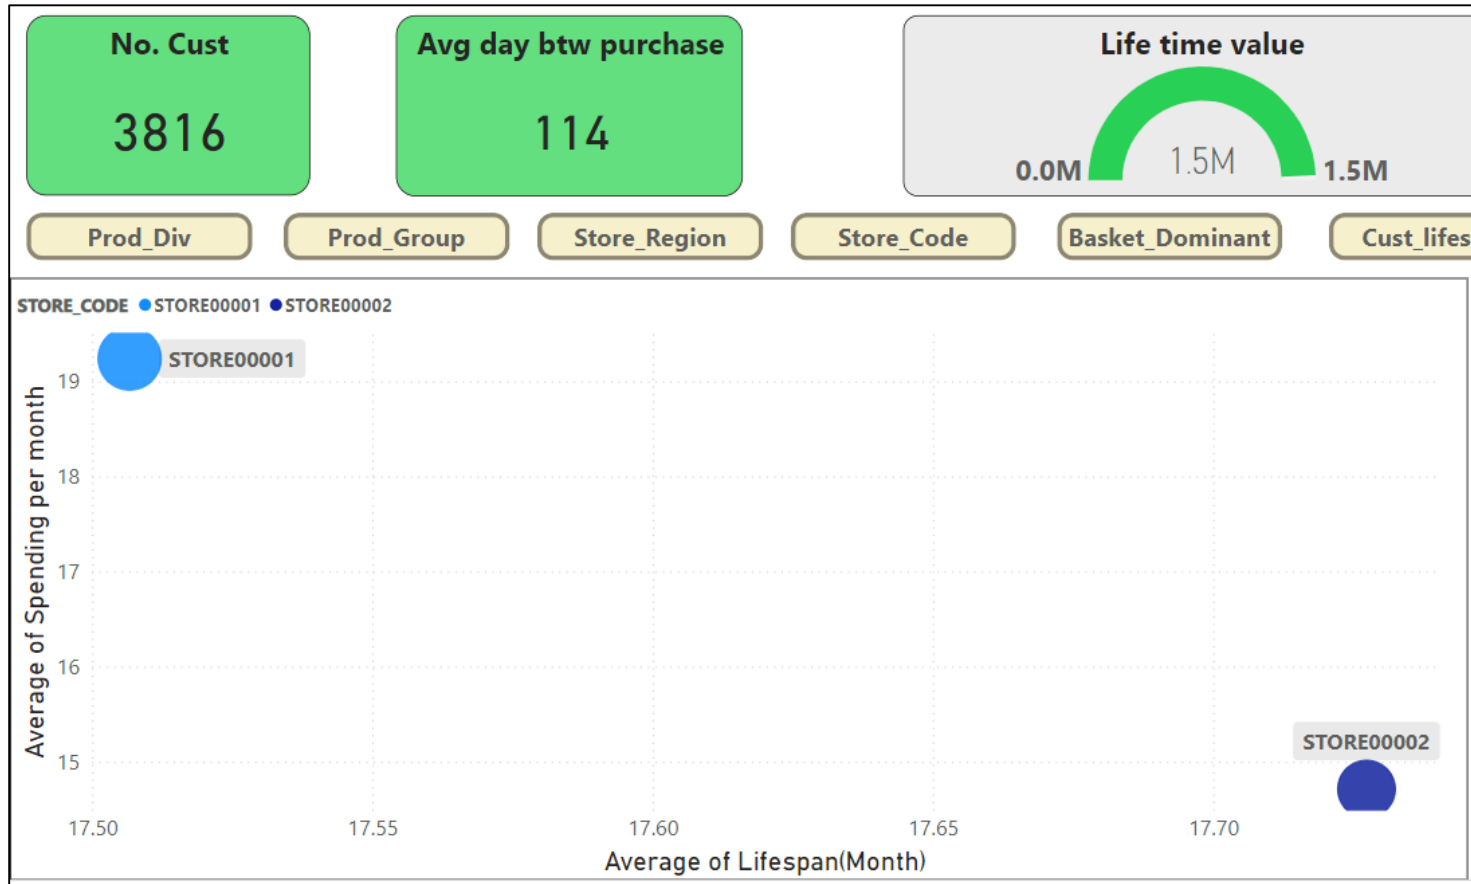 No. Cust
3816
Avg day btw purchase
114
Life time value
0.0M 1.5M 1.5M
Prod_Div Prod_Group Store_Region Store_Code Basket_Dominant Cust_lifes
STORE_CODE STORE00001 STORE00002
STORE00001
19
18
17
16
15
Average of Spending per month
STORE00002
17.50 17.55 17.60 17.65 17.70
Average of Lifespan(Month)